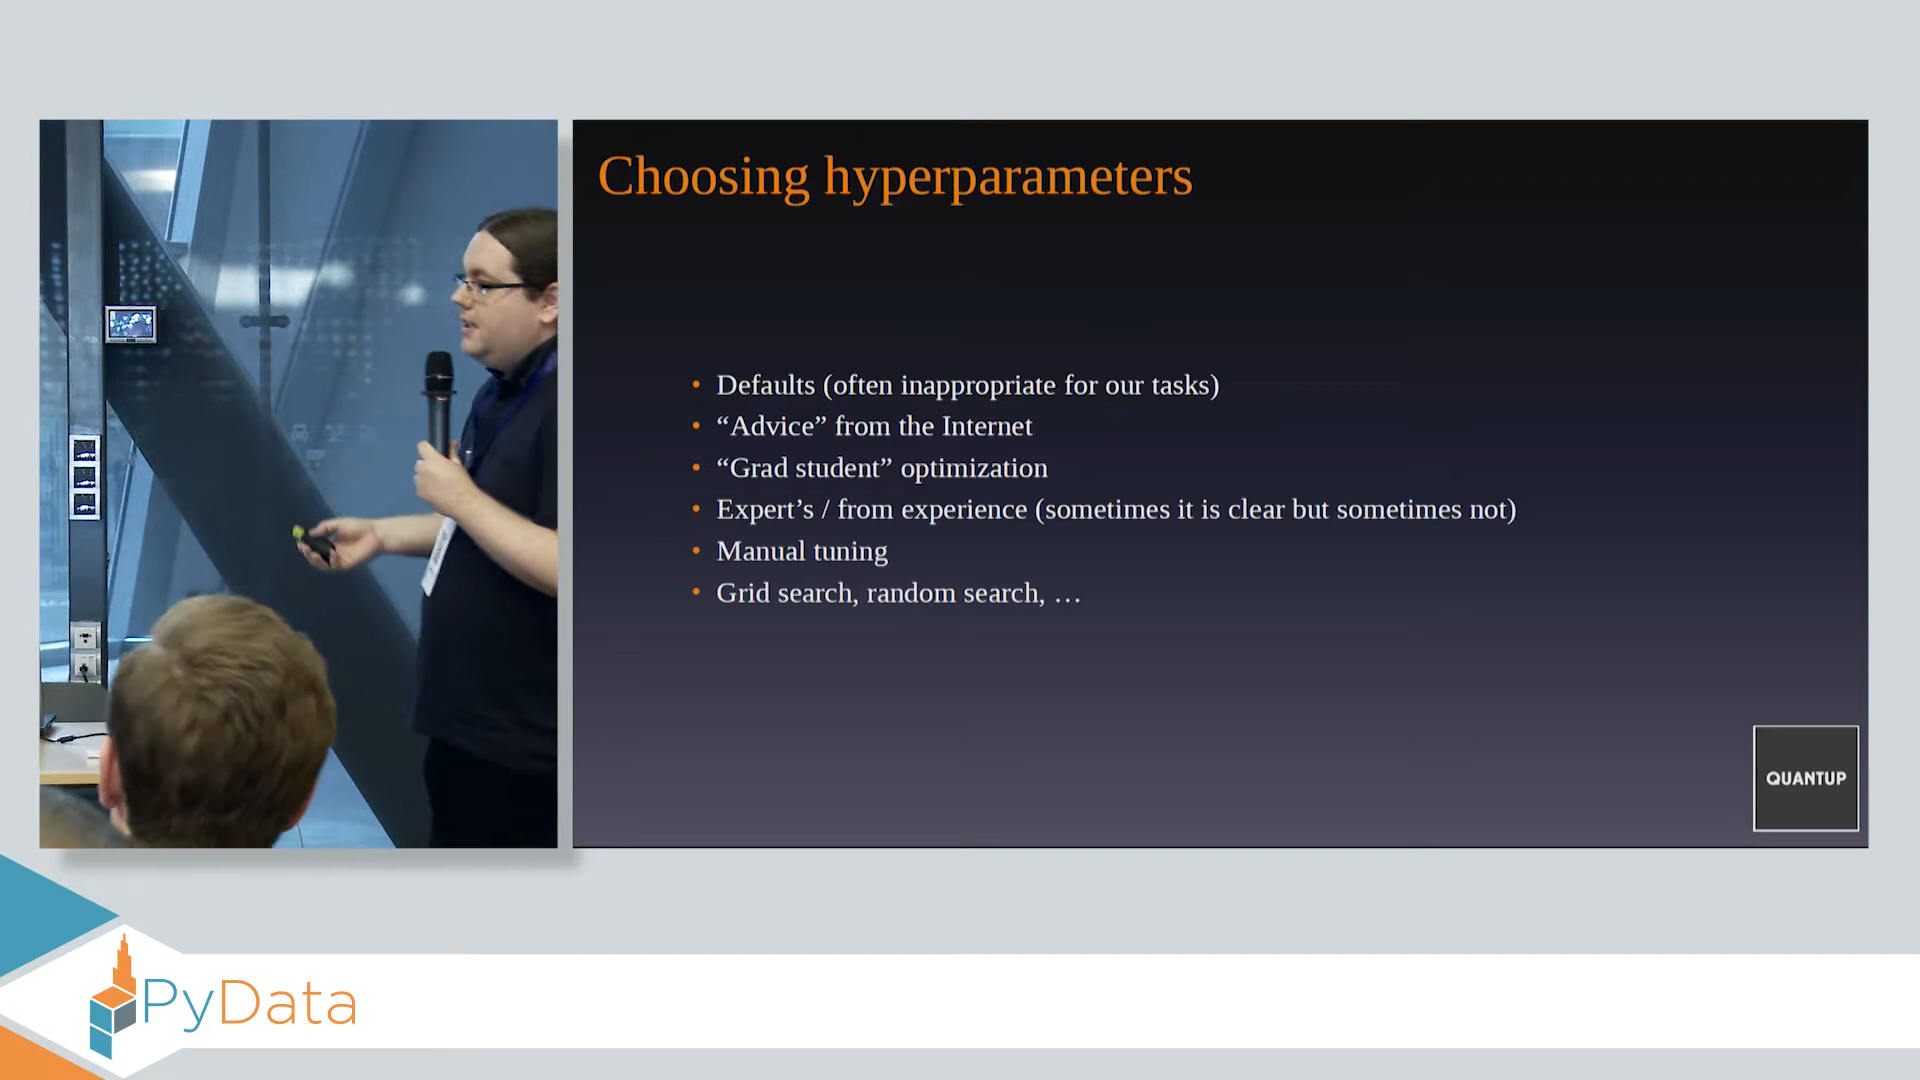 Choosing hyperparameters
• Defaults (often inappropriate for our tasks)
• “Advice” from the Internet
• “Grad student” optimization
• Expert’s / from experience (sometimes it is clear but sometimes not)
• Manual tuning
• Grid search, random search, …
QUANTUP
PyData